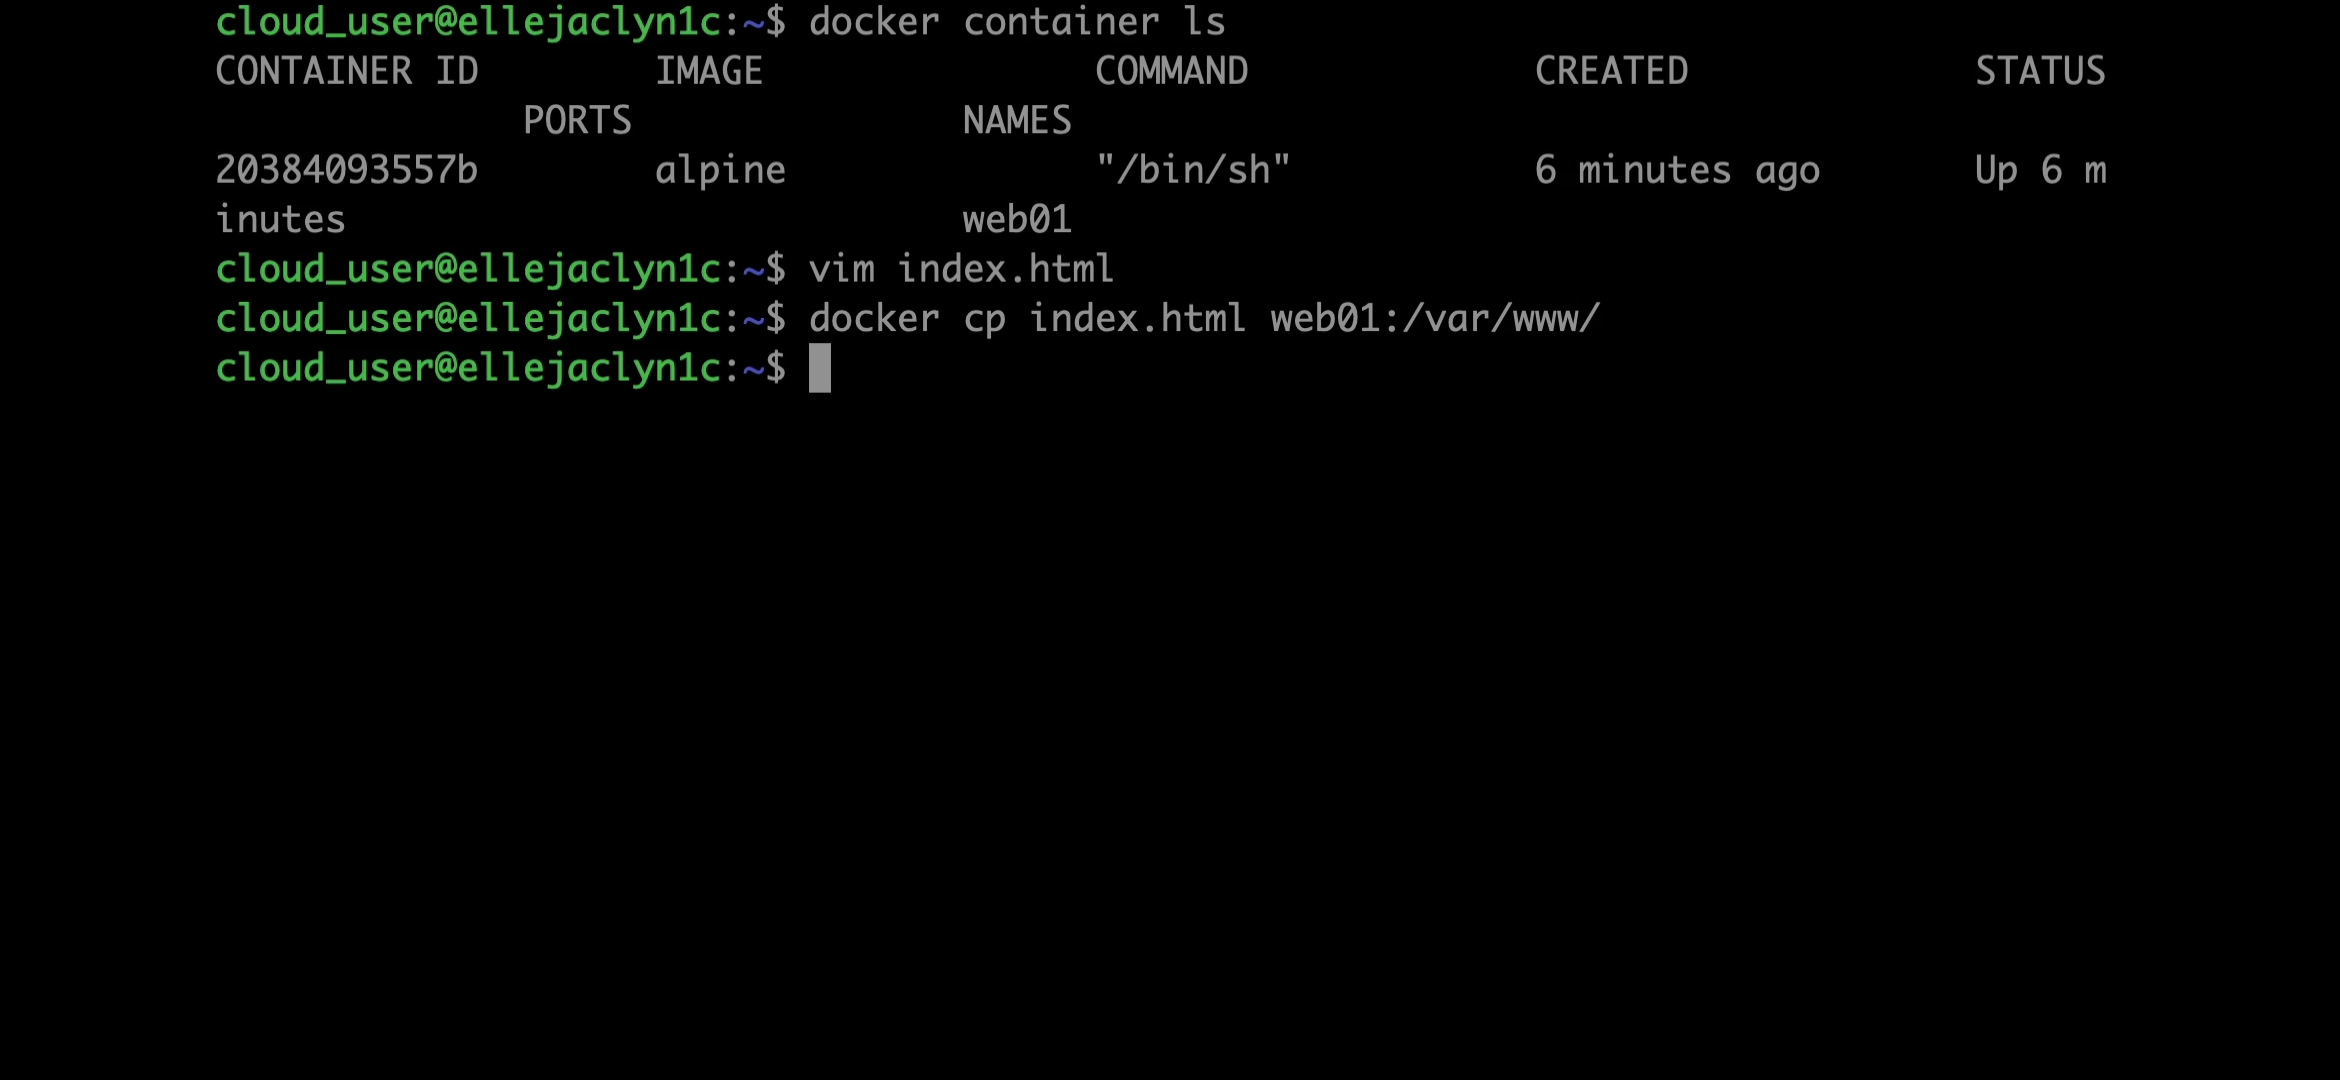 cloud_user@ellejaclyn1c:~$ docker container ls
CONTAINER ID        IMAGE               COMMAND             CREATED             STATUS
              PORTS               NAMES
20384093557b        alpine              "/bin/sh"           6 minutes ago       Up 6 m
inutes                            web01
cloud_user@ellejaclyn1c:~$ vim index.html
cloud_user@ellejaclyn1c:~$ docker cp index.html web01:/var/www/
cloud_user@ellejaclyn1c:~$